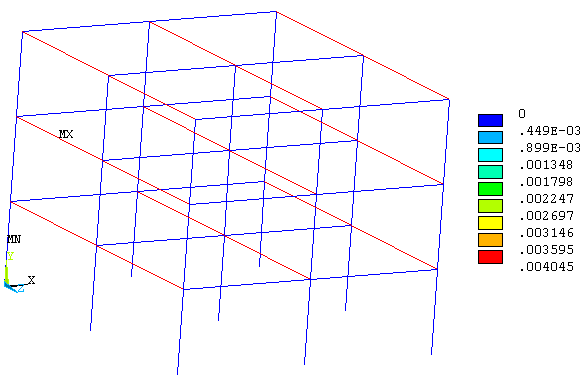 MX
MN
Y
X
Z
0
.449E-03
.899E-03
.001348
.001798
.002247
.002697
.003146
.003595
.004045